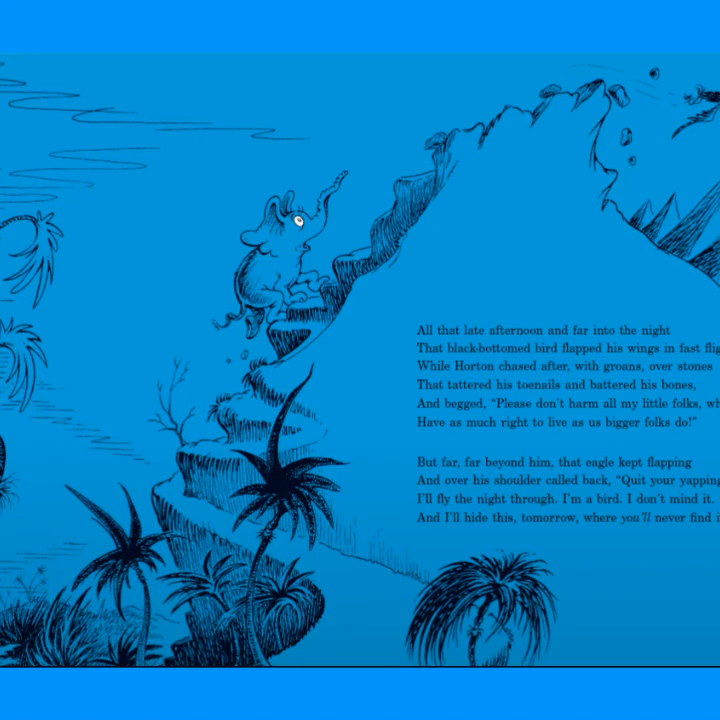 All that late afternoon and far into the night
That black-bottomed bird flapped his wings in fast
While Horton chased after, with groans, over stones
That tattered his toenails and battered his bones,
And begged, “Please don’t harm all my little folks,
Have as much right to live as us bigger folks do!”
But far, far beyond him, that eagle kept flapping
And over his shoulder called back, “Quit your yapping
I’ll fly the night through. I’m a bird. I don’t mind it.
And I’ll hide this, tomorrow, where you’ll never find